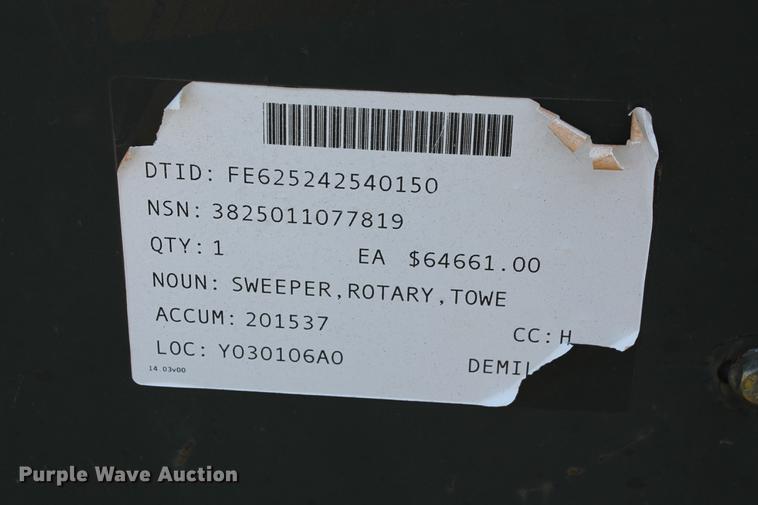 DTID: FE625242540150
NSN: 3825011077819
QTY: 1 EA $64661.00
NOUN: SWEEPER,ROTARY,TOWE
ACCUM: 201537
CC: H
LOC: Y030106A0
DEMIL
14.03v00
Purple Wave Auction